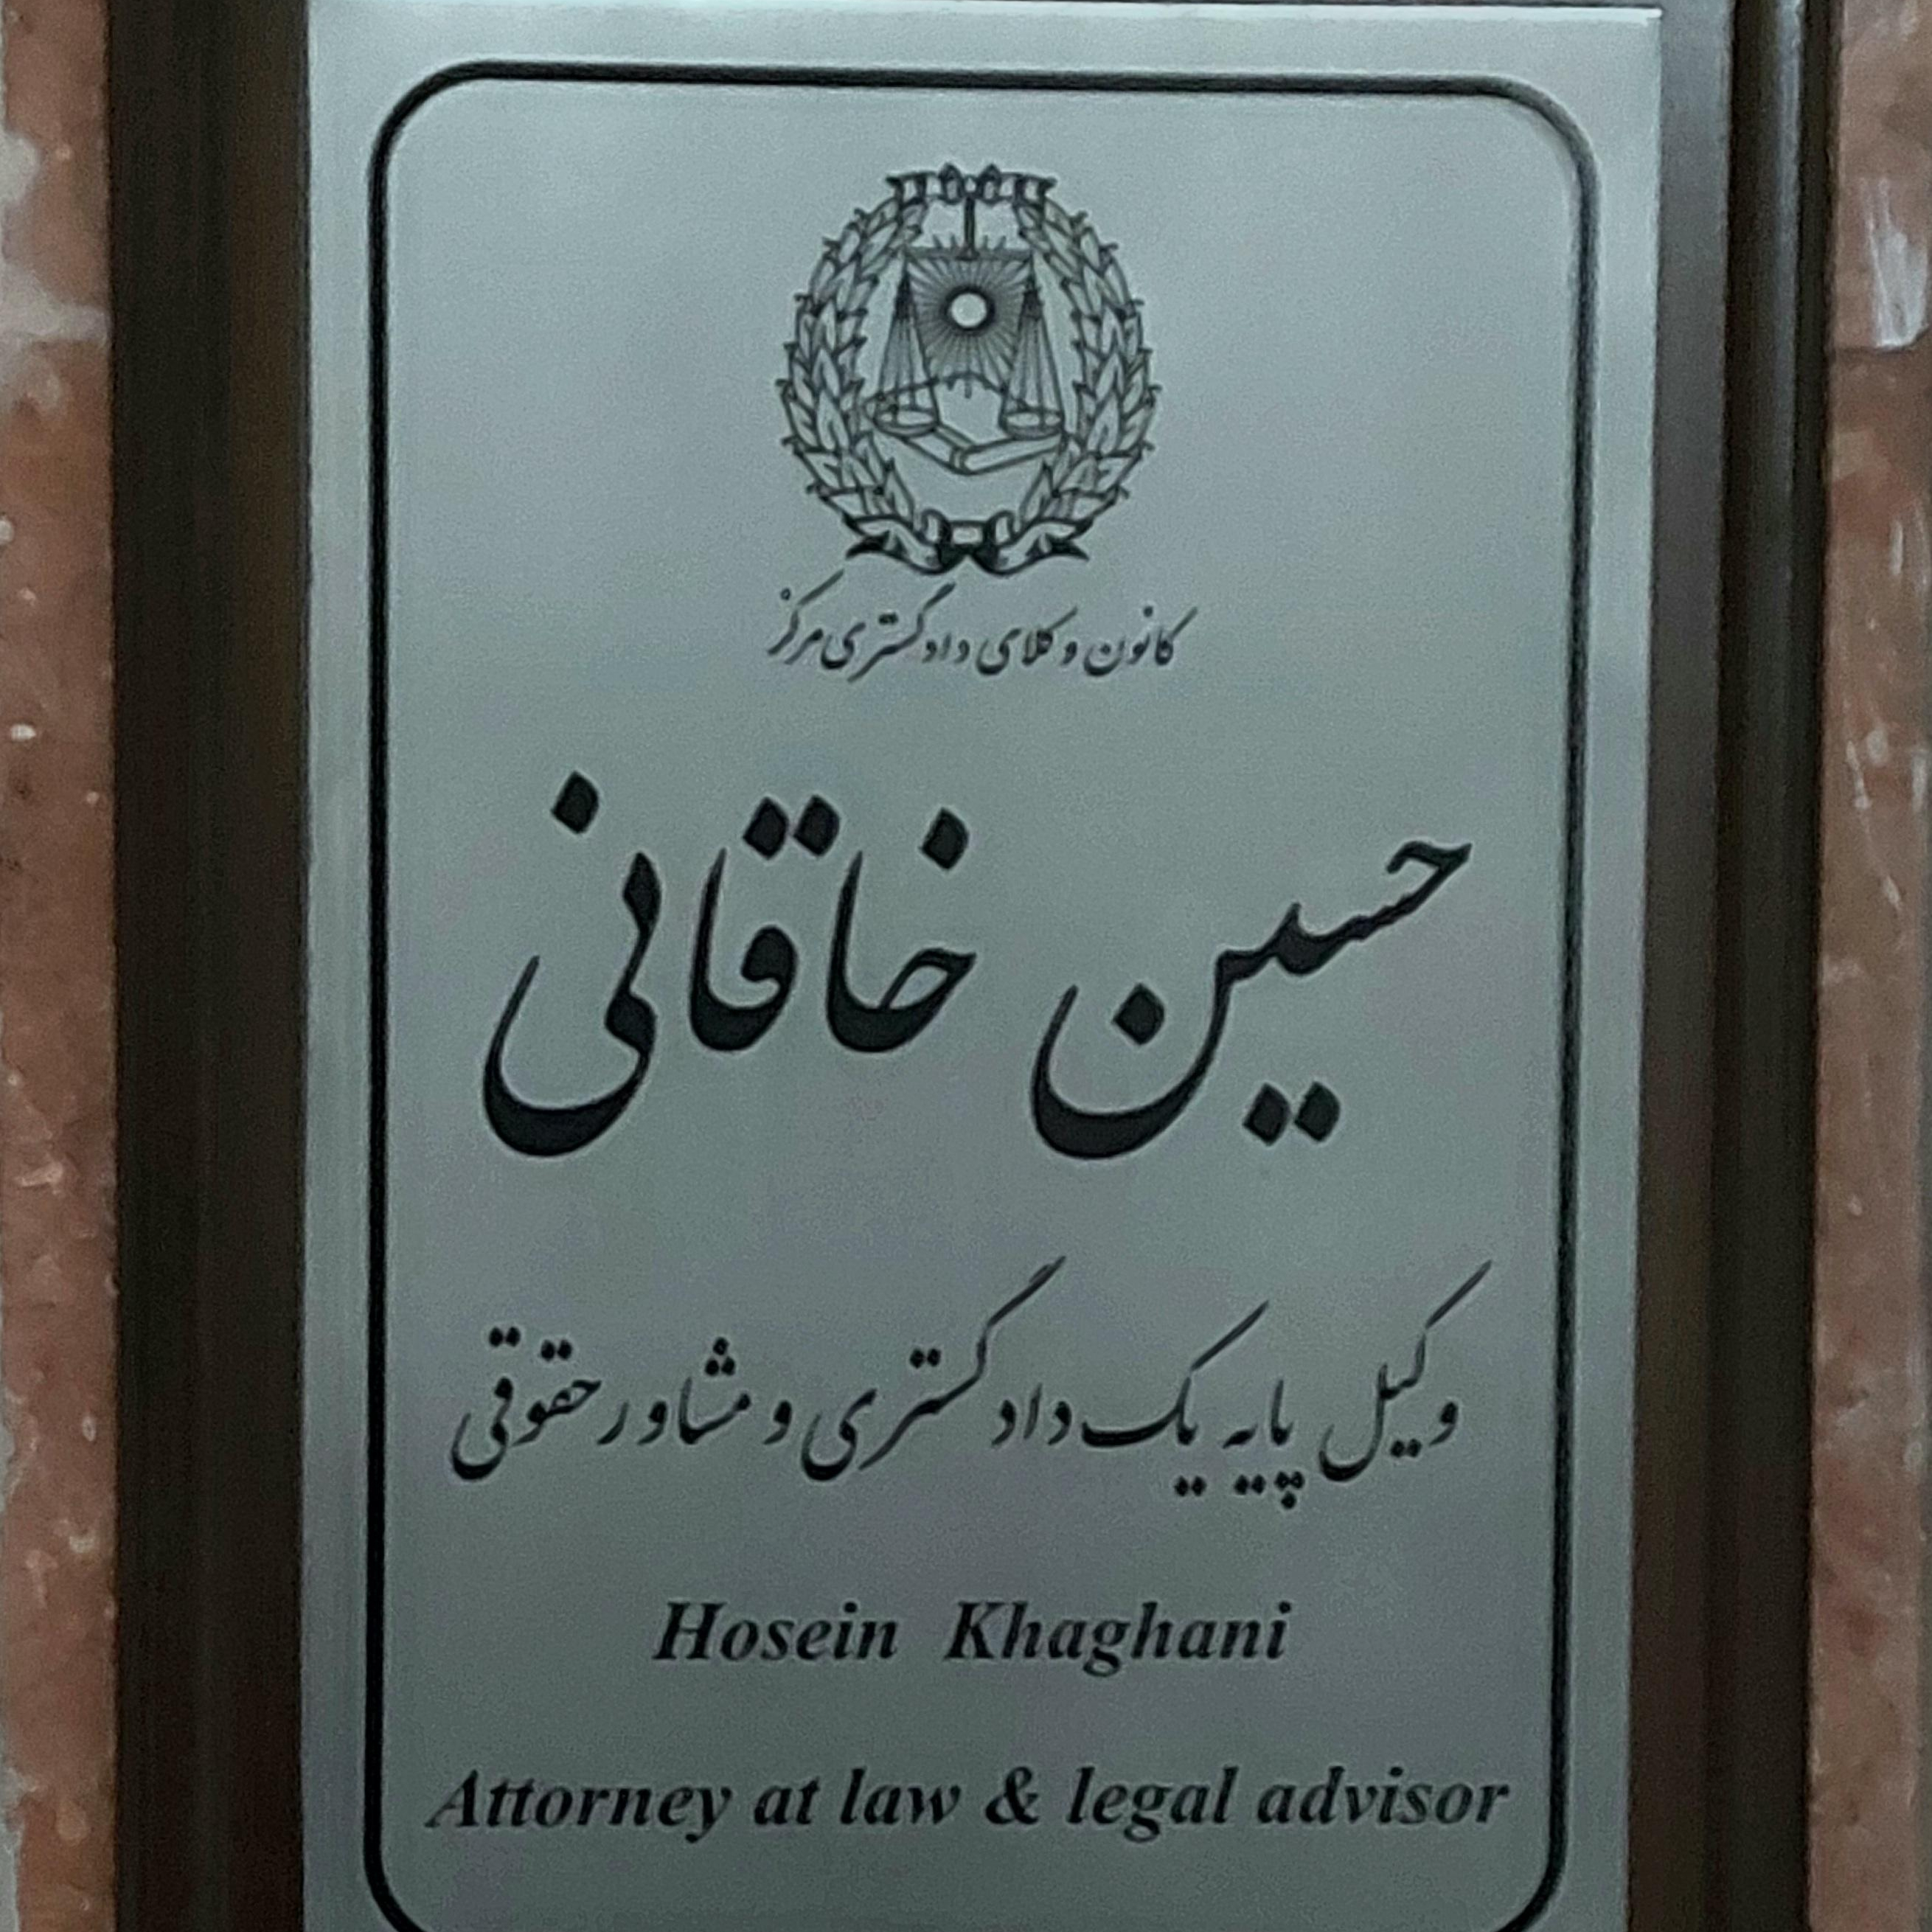 کانون وکلای دادگستری مرکز
حسین خاقانی
وکیل پایه یک دادگستری و مشاور حقوقی
Hosein Khaghani
Attorney at law & legal advisor